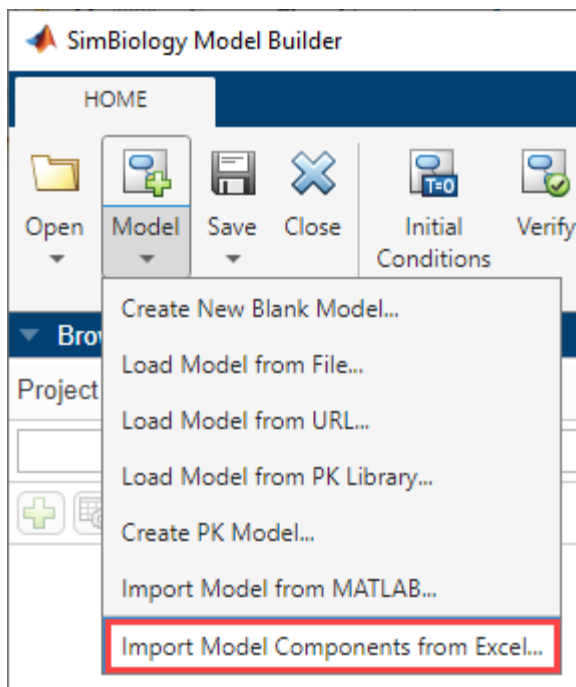 SimBiology Model Builder
HOME
Open
Model
Save
Close
Initial
Conditions
Verify
T=0
Create New Blank Model...
Load Model from File...
Load Model from URL...
Load Model from PK Library...
Create PK Model...
Import Model from MATLAB...
Import Model Components from Excel...
Project